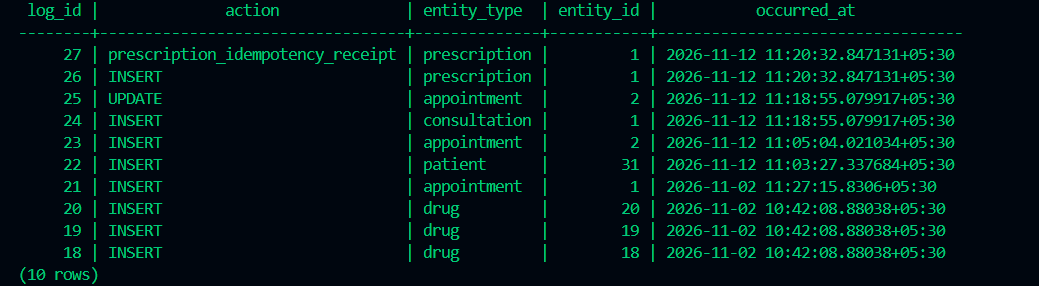 log_id | action | entity_type | entity_id | occurred_at
--------+-------------------------------------+---------------+-----------+----------------------------------
27 | prescription_idempotency_receipt | prescription | 1 | 2026-11-12 11:20:32.847131+05:30
26 | INSERT | prescription | 1 | 2026-11-12 11:20:32.847131+05:30
25 | UPDATE | appointment | 2 | 2026-11-12 11:18:55.079917+05:30
24 | INSERT | consultation | 1 | 2026-11-12 11:18:55.079917+05:30
23 | INSERT | appointment | 2 | 2026-11-12 11:05:04.021034+05:30
22 | INSERT | patient | 31 | 2026-11-12 11:03:27.337684+05:30
21 | INSERT | appointment | 1 | 2026-11-02 11:27:15.8306+05:30
20 | INSERT | drug | 20 | 2026-11-02 10:42:08.88038+05:30
19 | INSERT | drug | 19 | 2026-11-02 10:42:08.88038+05:30
18 | INSERT | drug | 18 | 2026-11-02 10:42:08.88038+05:30
(10 rows)